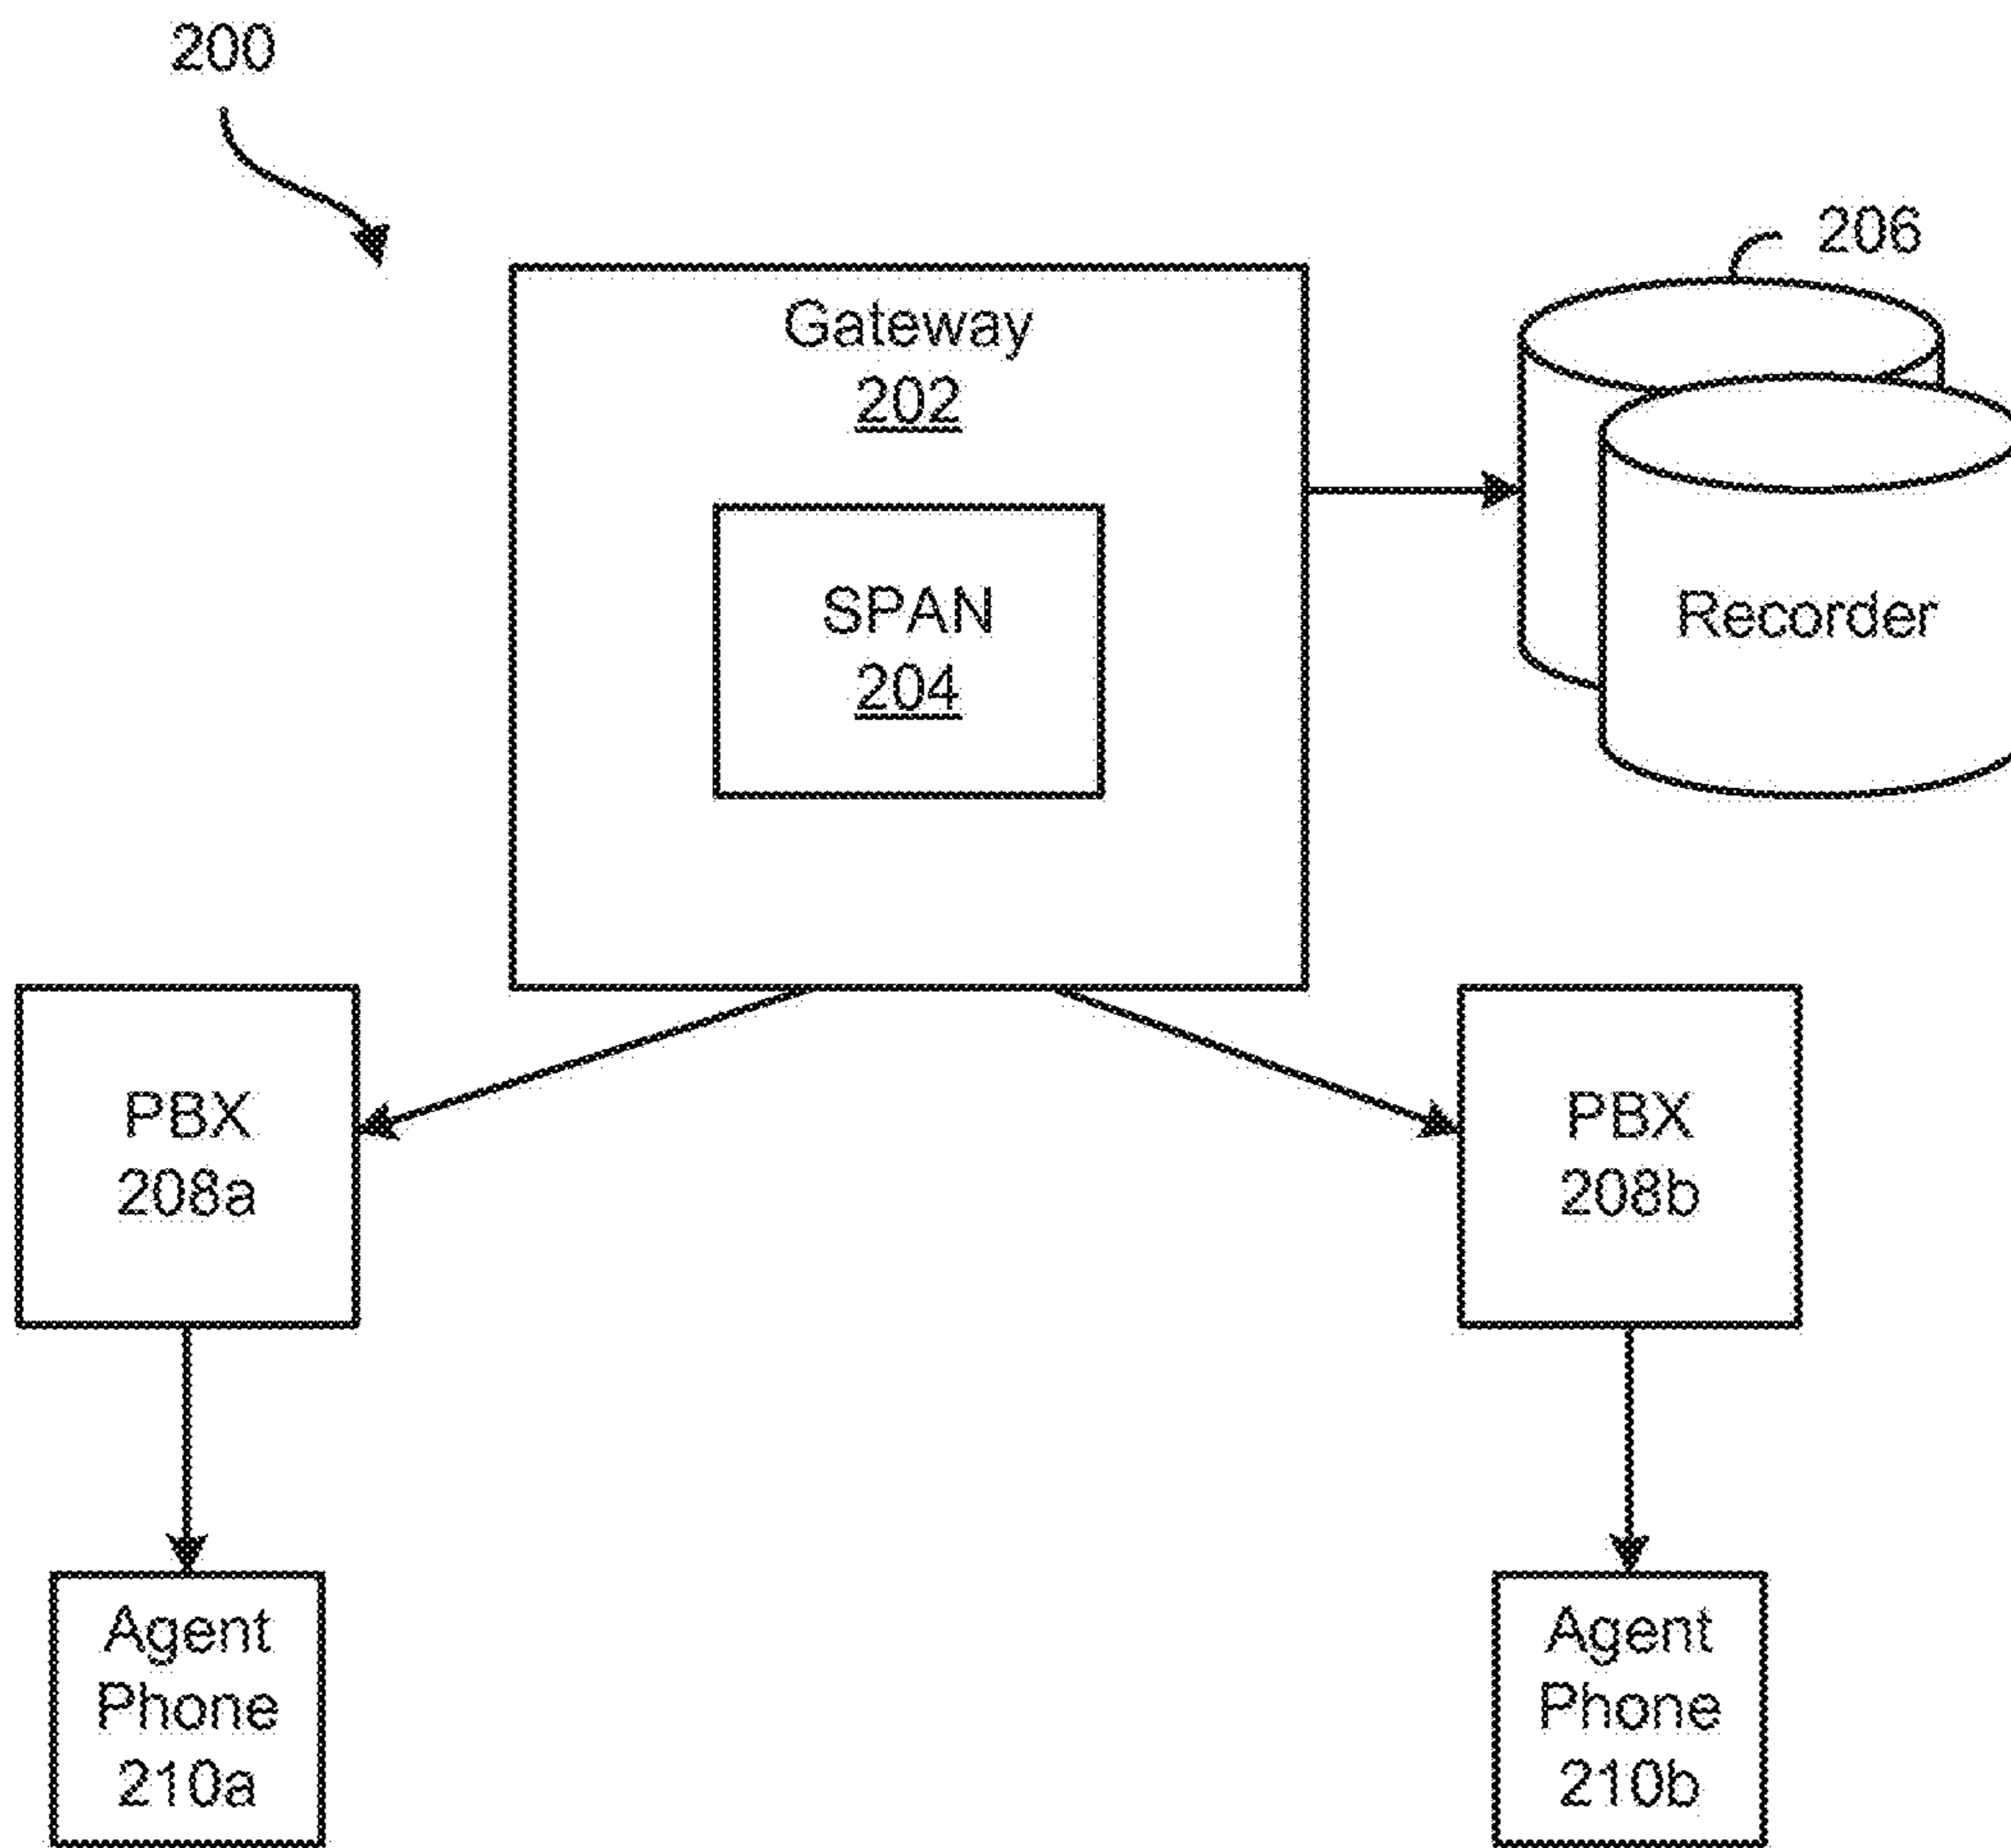 200
206
Gateway
202
SPAN
204
Recorder
PBX
208a
PBX
208b
Agent
Phone
210a
Agent
Phone
210b